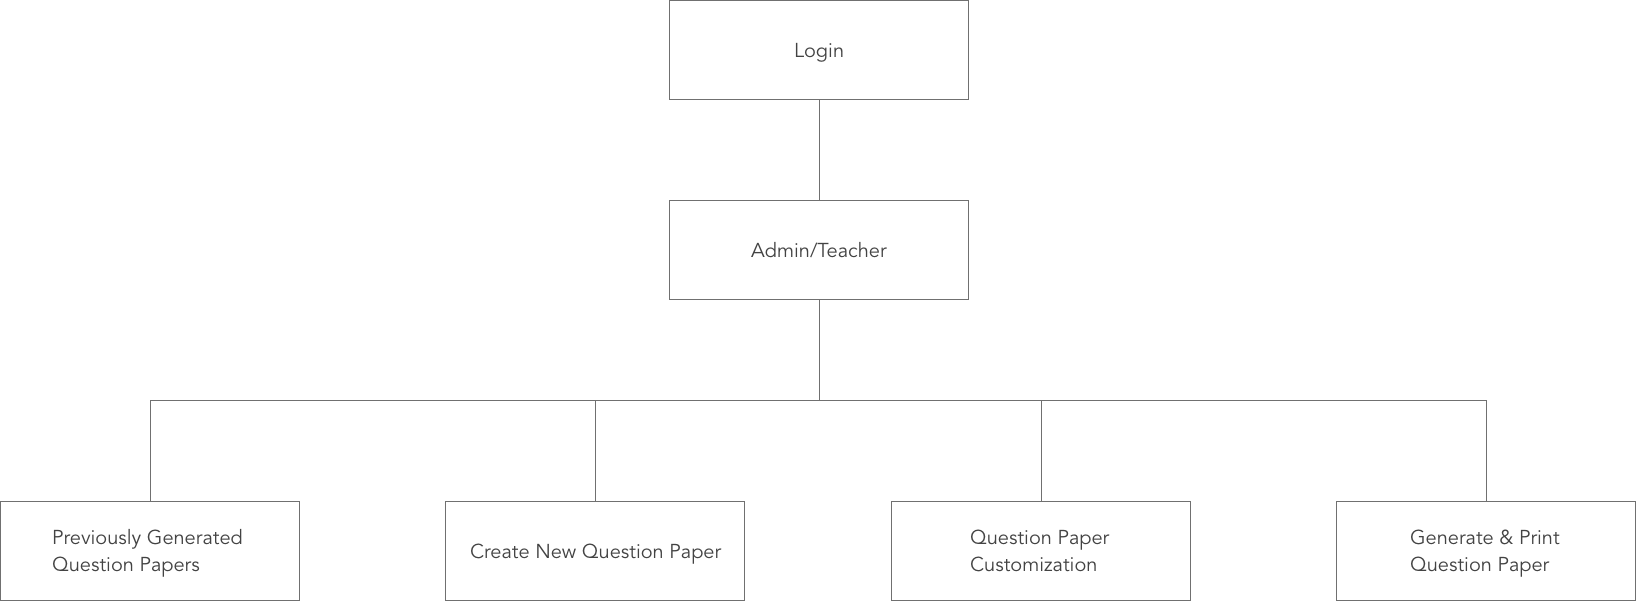 Login
Admin/Teacher
Previously Generated
Question Papers
Create New Question Paper
Question Paper
Customization
Generate & Print
Question Paper